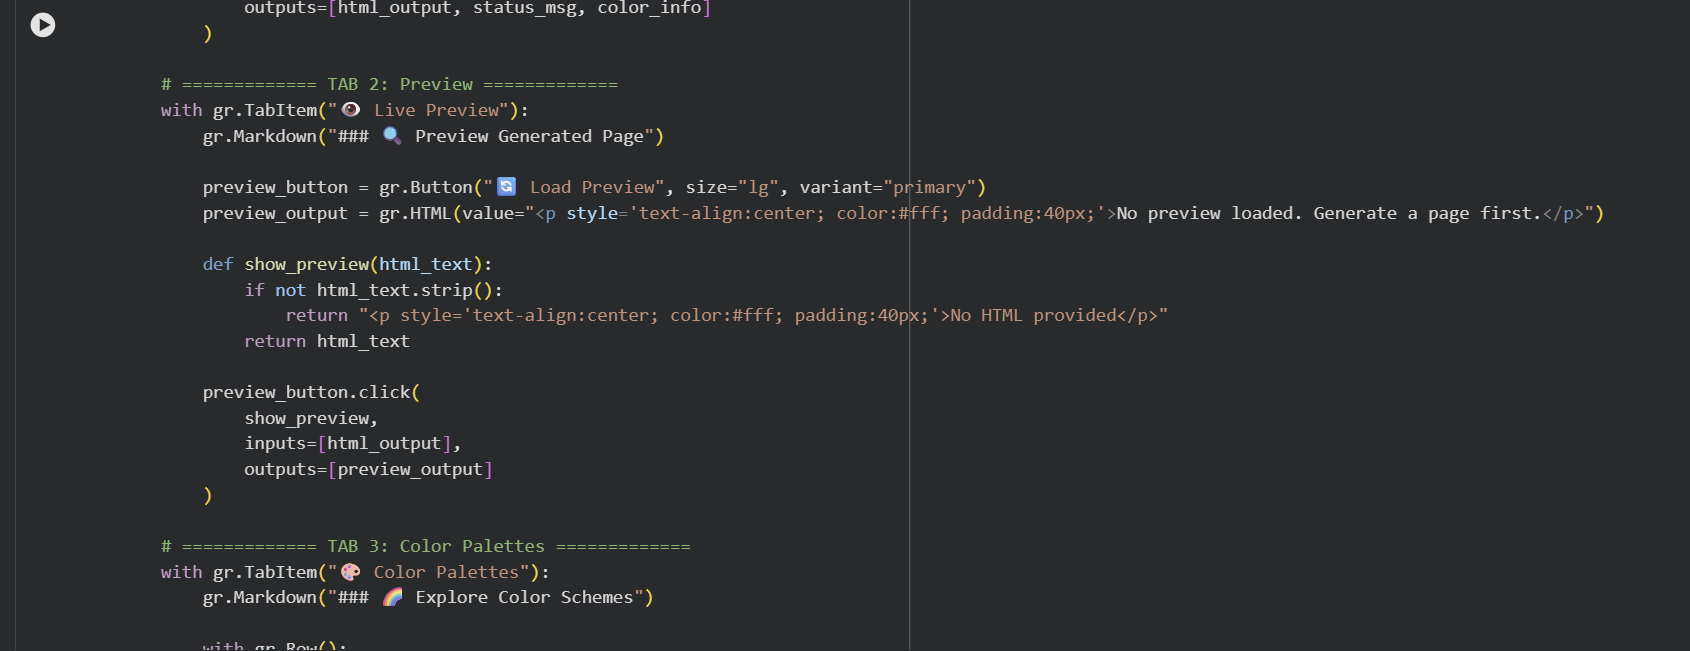 outputs=[html_output, status_msg, color_info]
)
# ============= TAB 2: Preview =============
with gr.TabItem("👁️ Live Preview"):
gr.Markdown("### 🔍 Preview Generated Page")
preview_button = gr.Button("🔄 Load Preview", size="lg", variant="primary")
preview_output = gr.HTML(value="<p style='text-align:center; color:#fff; padding:40px;'>No preview loaded. Generate a page first.</p>")
def show_preview(html_text):
if not html_text.strip():
return "<p style='text-align:center; color:#fff; padding:40px;'>No HTML provided</p>"
return html_text
preview_button.click(
show_preview,
inputs=[html_output],
outputs=[preview_output]
)
# ============= TAB 3: Color Palettes =============
with gr.TabItem("🎨 Color Palettes"):
gr.Markdown("### 🌈 Explore Color Schemes")
with gr.Row():